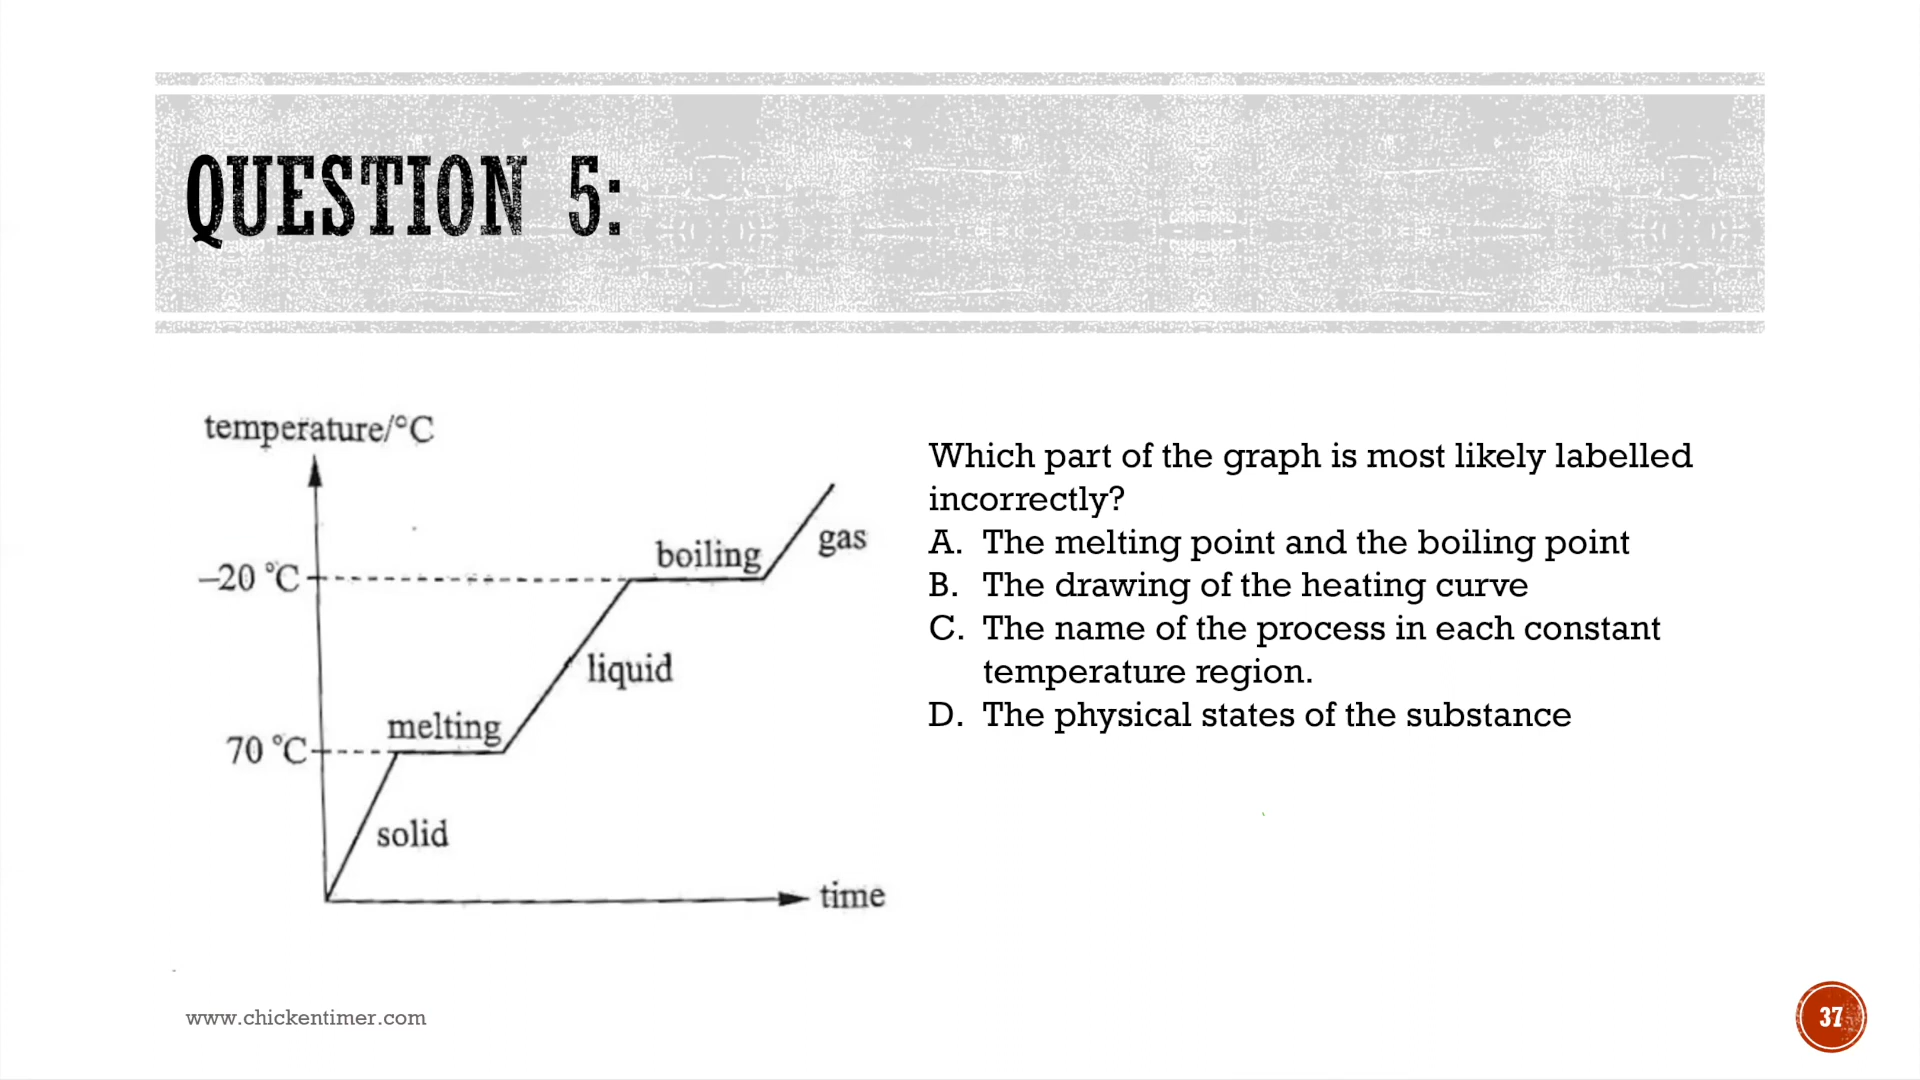 QUESTION 5:
temperature/°C
–20 °C
boiling
gas
liquid
melting
70 °C
solid
time
Which part of the graph is most likely labelled
incorrectly?
A. The melting point and the boiling point
B. The drawing of the heating curve
C. The name of the process in each constant
temperature region.
D. The physical states of the substance
www.chickentimer.com
37